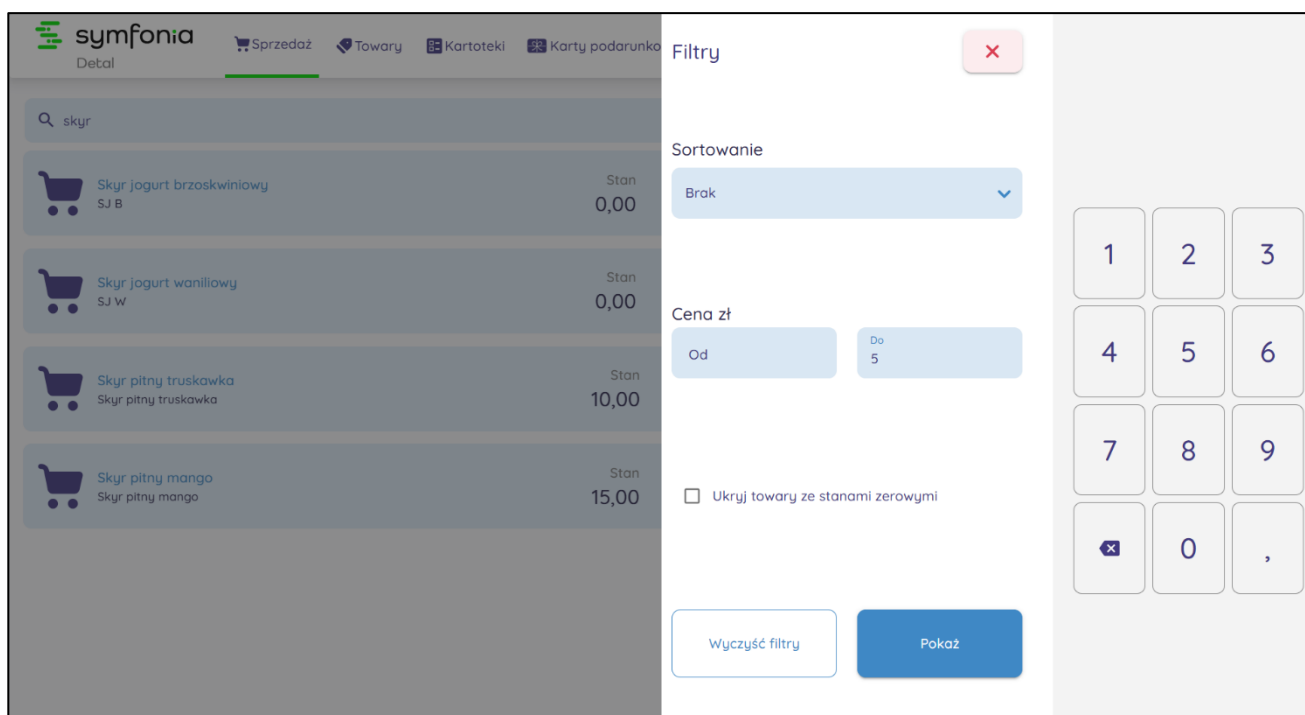 symfonia
Detal
Sprzedaż
Towary
Kartoteki
Karty podarunko
skyr
Skyr jogurt brzoskwiniowy
SJ B
Stan
0,00
Skyr jogurt waniliowy
SJ W
Stan
0,00
Skyr pitny truskawka
Skyr pitny truskawka
Stan
10,00
Skyr pitny mango
Skyr pitny mango
Stan
15,00
Filtry
Sortowanie
Brak
Cena zł
Od
Do
5
Ukryj towary ze stanami zerowymi
Wyczyść filtry
Pokaż
1 2 3
4 5 6
7 8 9
0 ,